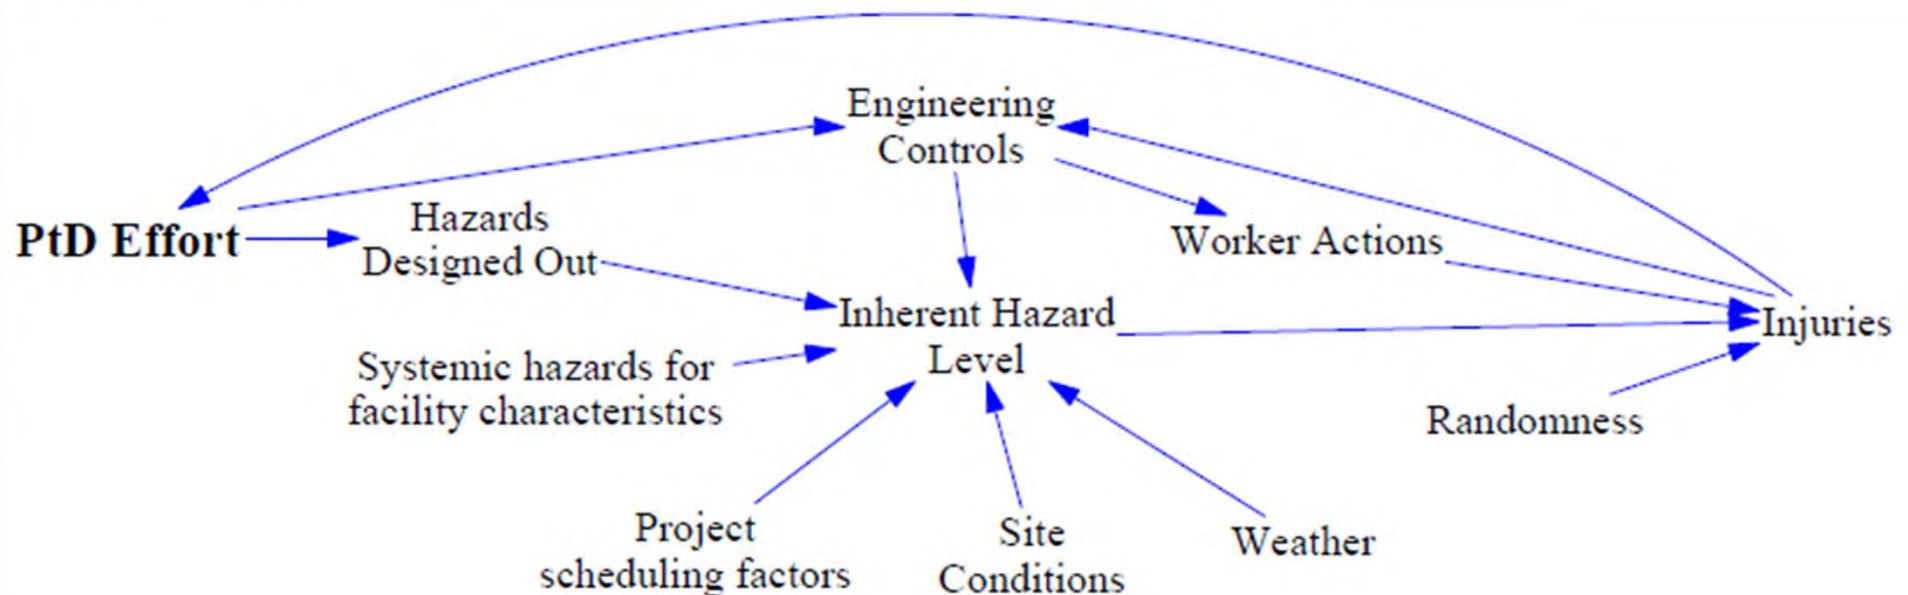 Engineering
Controls
PtD Effort
Hazards
Designed Out
Worker Actions
Inherent Hazard
Level
Injuries
Systemic hazards for
facility characteristics
Randomness
Project
scheduling factors
Site
Conditions
Weather